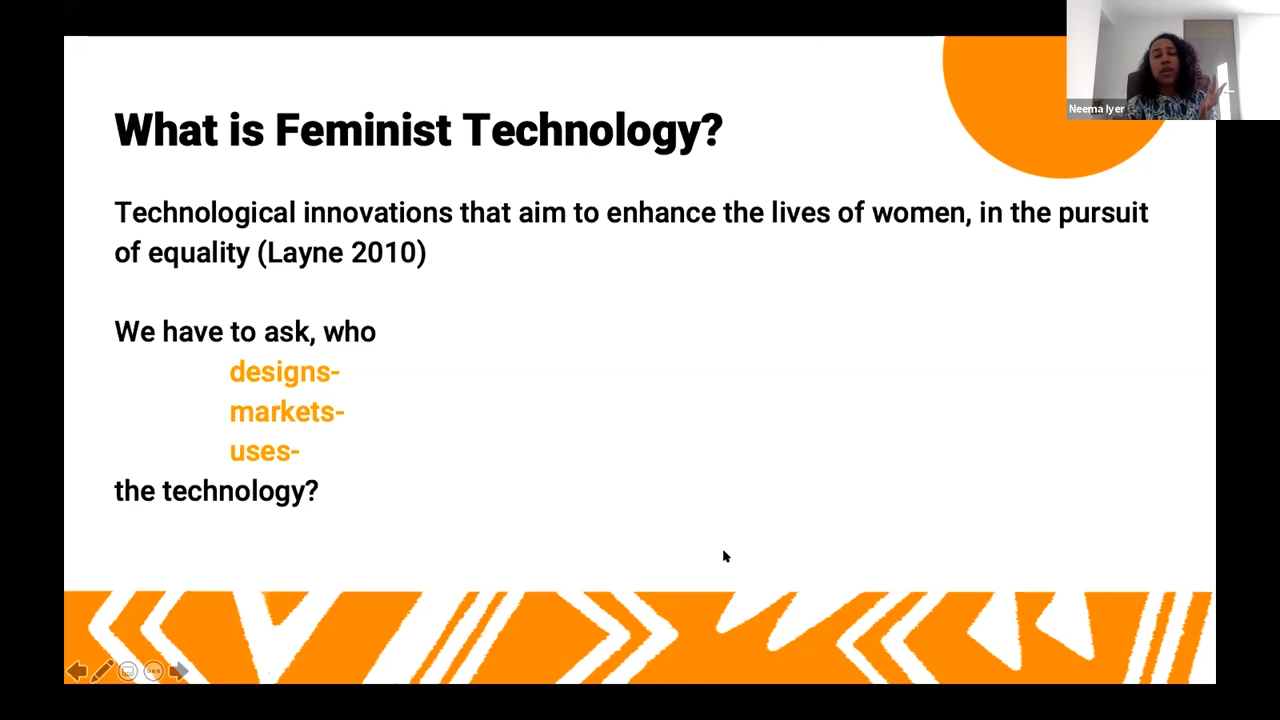 Neema Iyer
What is Feminist Technology?
Technological innovations that aim to enhance the lives of women, in the pursuit
of equality (Layne 2010)
We have to ask, who
designs-
markets-
uses-
the technology?